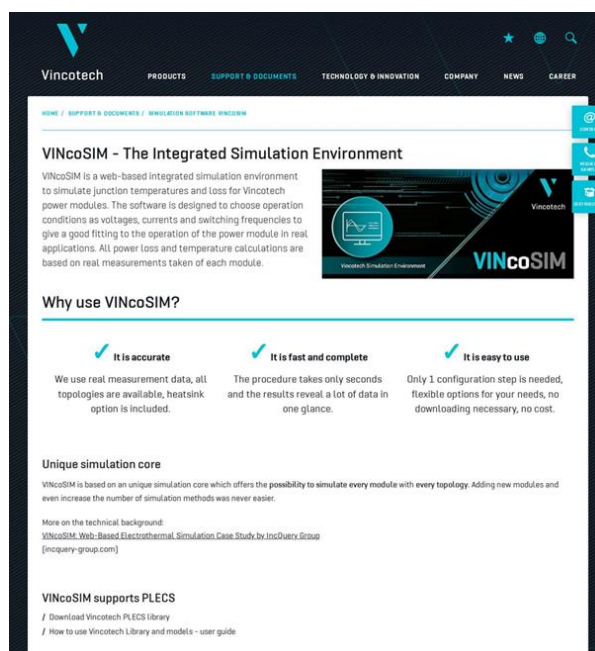 Vincotech
PRODUCTS
SUPPORT & DOCUMENTS
TECHNOLOGY & INNOVATION
COMPANY
NEWS
CAREER
HOME / SUPPORT & DOCUMENTS / SIMULATION SOFTWARE VINCOSIM
VINcoSIM - The Integrated Simulation Environment
VINcoSIM is a web-based integrated simulation environment
to simulate junction temperatures and loss for Vincotech
power modules. The software is designed to choose operation
conditions as voltages, currents and switching frequencies to
give a good fitting to the operation of the power module in real
applications. All power loss and temperature calculations are
based on real measurements taken of each module.
Vincotech
Vincotech Simulation Environment
VINcoSIM
Why use VINcoSIM?
It is accurate
We use real measurement data, all
topologies are available, heatsink
option is included.
It is fast and complete
The procedure takes only seconds
and the results reveal a lot of data in
one glance.
It is easy to use
Only 1 configuration step is needed,
flexible options for your needs, no
downloading necessary, no cost.
Unique simulation core
VINcoSIM is based on an unique simulation core which offers the possibility to simulate every module with every topology. Adding new modules and
even increase the number of simulation methods was never easier.
More on the technical background:
VINcoSIM: Web-Based Electrothermal Simulation Case Study by IncQuery Group
(incquery-group.com)
VINcoSIM supports PLECS
/ Download Vincotech PLECS library
/ How to use Vincotech Library and models - user guide